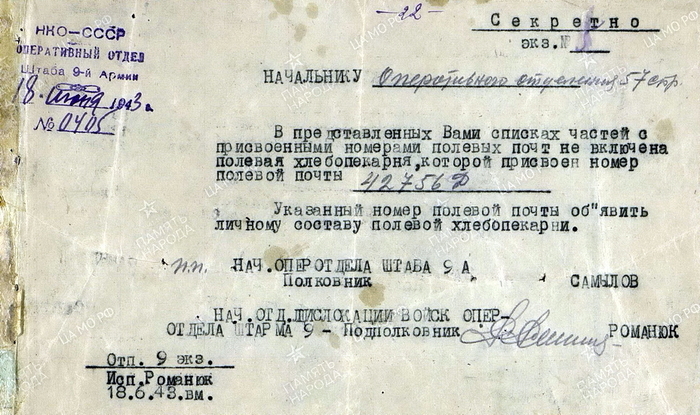 -22-
Секретно
экз.№ 1
НКО-СССР
ОПЕРАТИВНЫЙ ОТДЕЛ
Штаба 9-й Армии
18. июня 1943 г.
№ 0405
НАЧАЛЬНИКУ Оперативного отделения 57 стр.
В представленных Вами списках частей с
присвоенными номерами полевых почт не включена
полевая хлебопекарня,которой присвоен номер
полевой почты 42756 Д
Указанный номер полевой почты об"явить
личному составу полевой хлебопекарни.
п.п. НАЧ.ОПЕРОТДЕЛА ШТАБА 9 А
Полковник САМЫЛОВ
НАЧ.ОТД.ДИСЛОКАЦИИ ВОЙСК ОПЕР-
ОТДЕЛА ШТАРМА 9 - Подполковник РОМАНЮК
Отп. 9 экз.
Исп.Романюк
18.6.43.вм.